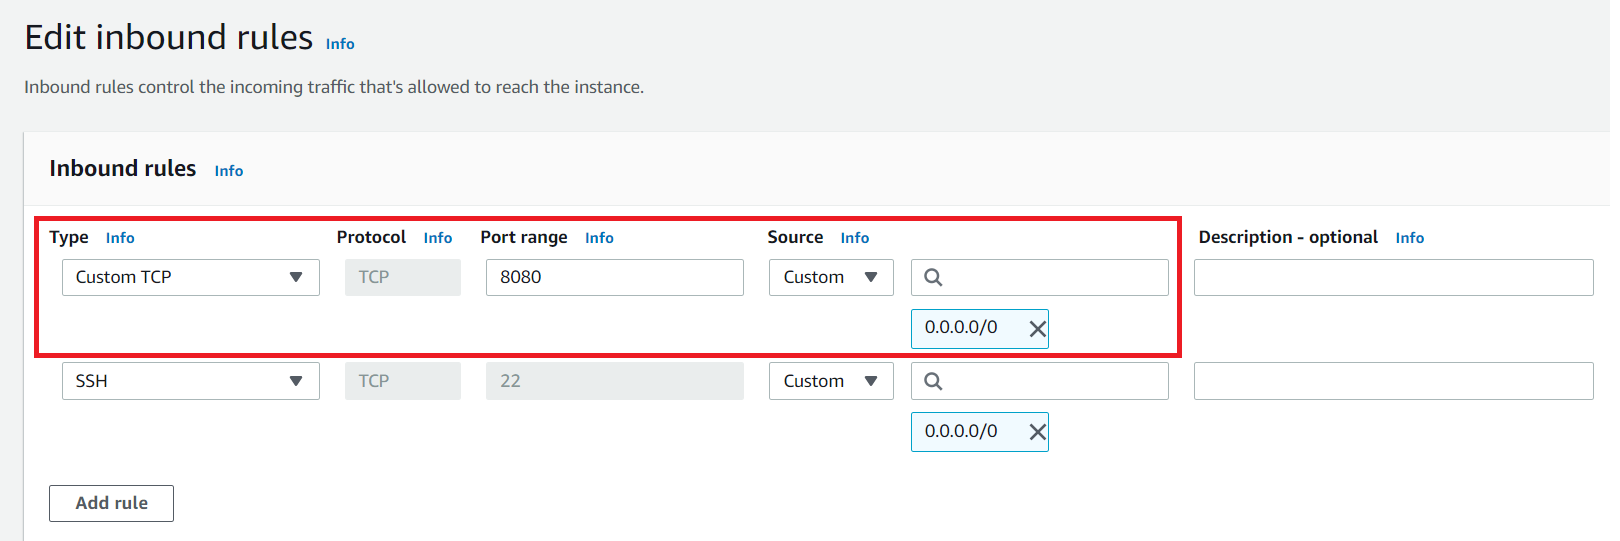 Edit inbound rules Info
Inbound rules control the incoming traffic that's allowed to reach the instance.
Inbound rules Info
Type Info Protocol Info Port range Info Source Info Description - optional Info
Custom TCP TCP 8080 Custom
0.0.0.0/0
SSH TCP 22 Custom
0.0.0.0/0
Add rule